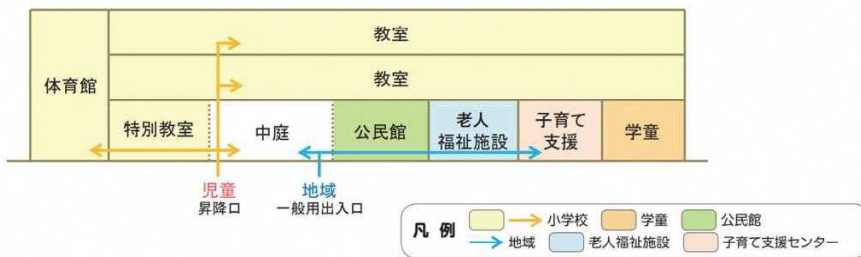 教室
教室
体育館
特別教室
中庭
公民館
老人
福祉施設
子育て
支援
学童
児童
昇降口
地域
一般用出入口
凡例
小学校
学童
公民館
地域
老人福祉施設
子育て支援センター